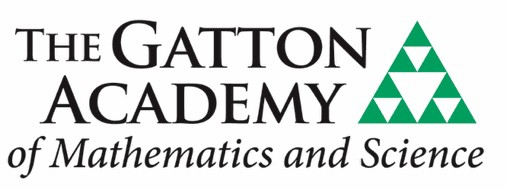 THE GATTON
ACADEMY
of Mathematics and Science